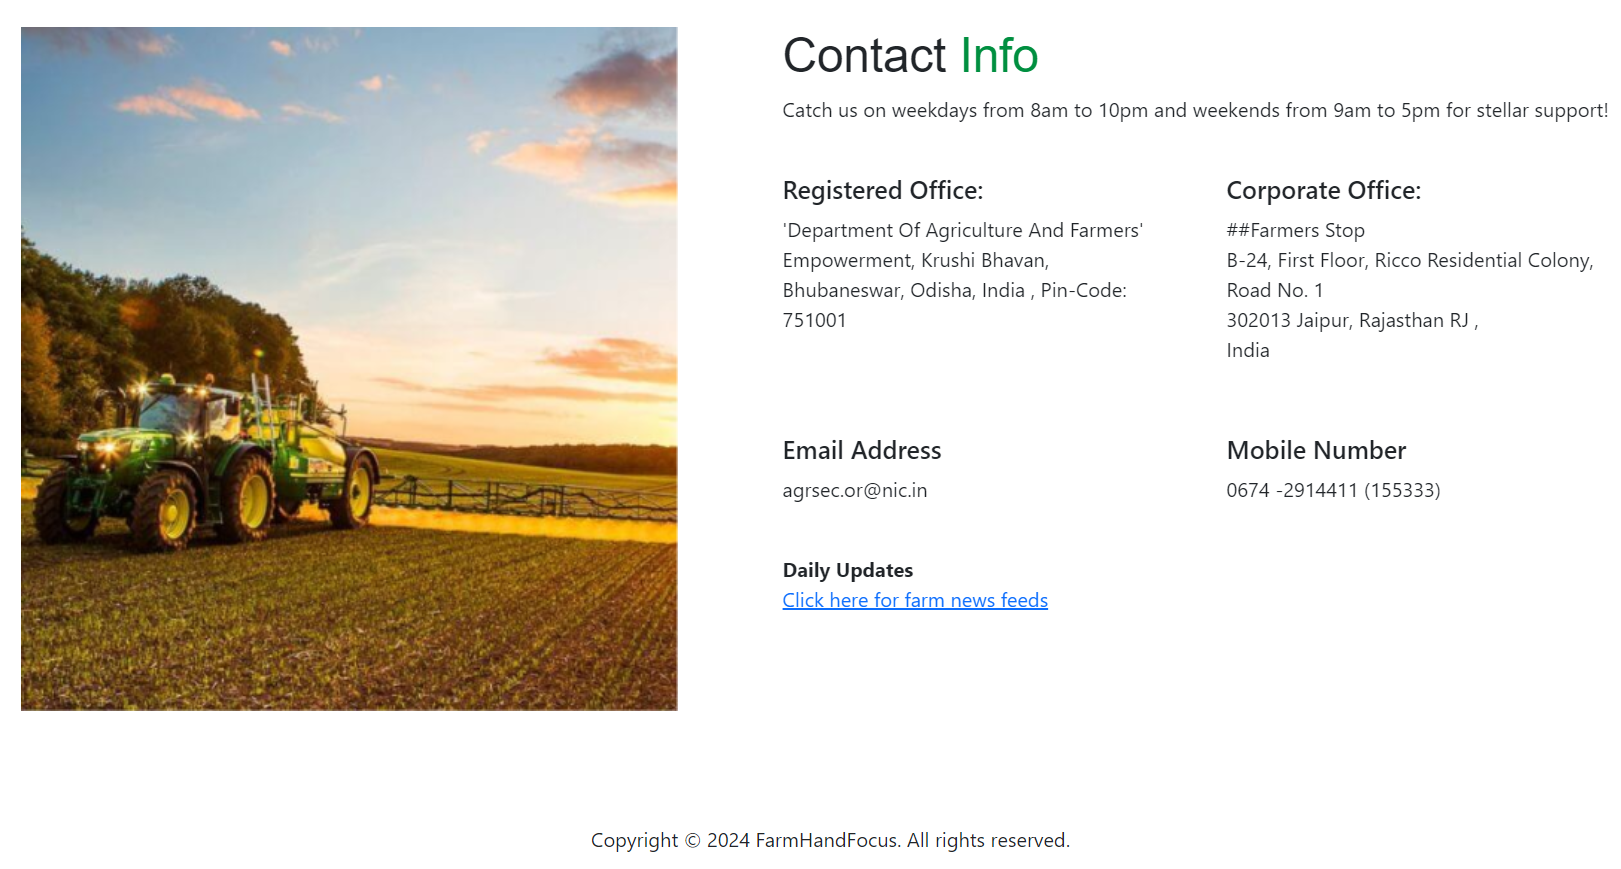 Contact Info
Catch us on weekdays from 8am to 10pm and weekends from 9am to 5pm for stellar support!
Registered Office:
'Department Of Agriculture And Farmers'
Empowerment, Krushi Bhavan,
Bhubaneswar, Odisha, India , Pin-Code:
751001
Corporate Office:
##Farmers Stop
B-24, First Floor, Ricco Residential Colony,
Road No. 1
302013 Jaipur, Rajasthan RJ ,
India
Email Address
agrsec.or@nic.in
Mobile Number
0674 -2914411 (155333)
Daily Updates
Click here for farm news feeds
Copyright © 2024 FarmHandFocus. All rights reserved.